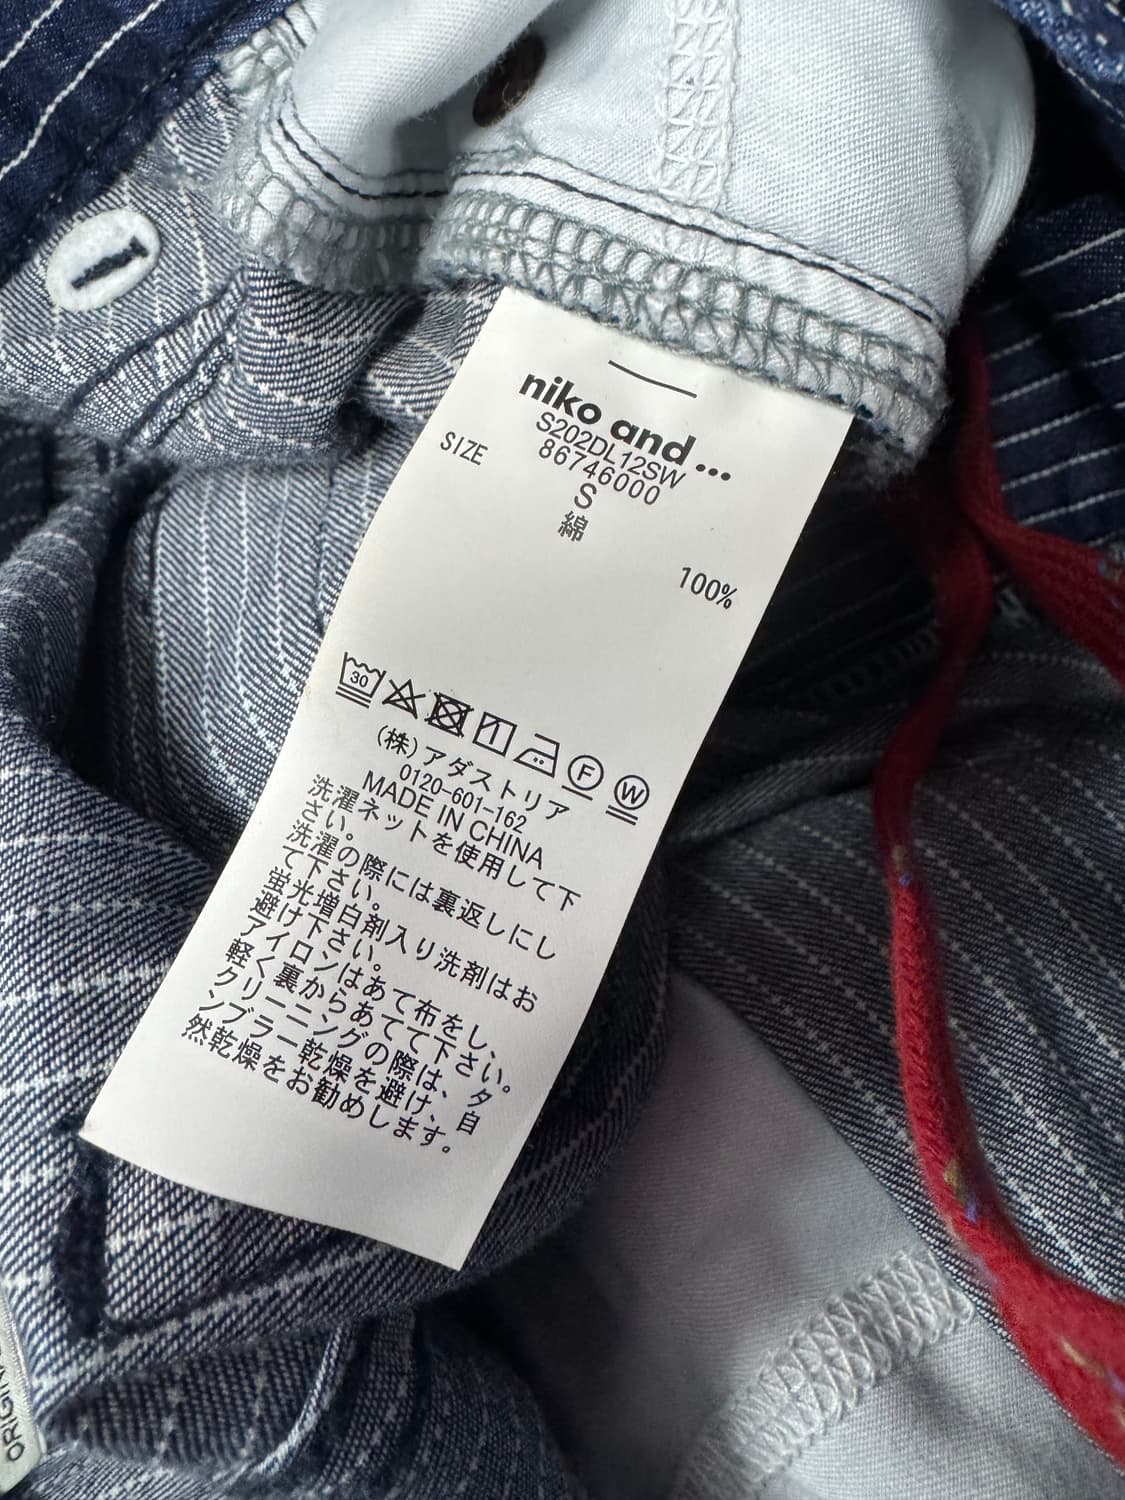 niko and...
S202DL12SW
86746000
SIZE S
綿 100%
30
F W
(株)アダストリア
0120-601-162
MADE IN CHINA
洗濯ネットを使用して下
さい。
洗濯の際には裏返しにし
て下さい。
蛍光増白剤入り洗剤はお
避け下さい。
アイロンはあて布をし、
軽く裏からあてて下さい。
クリーニングの際は、タ
ンブラー乾燥を避け、自
然乾燥をお勧めします。